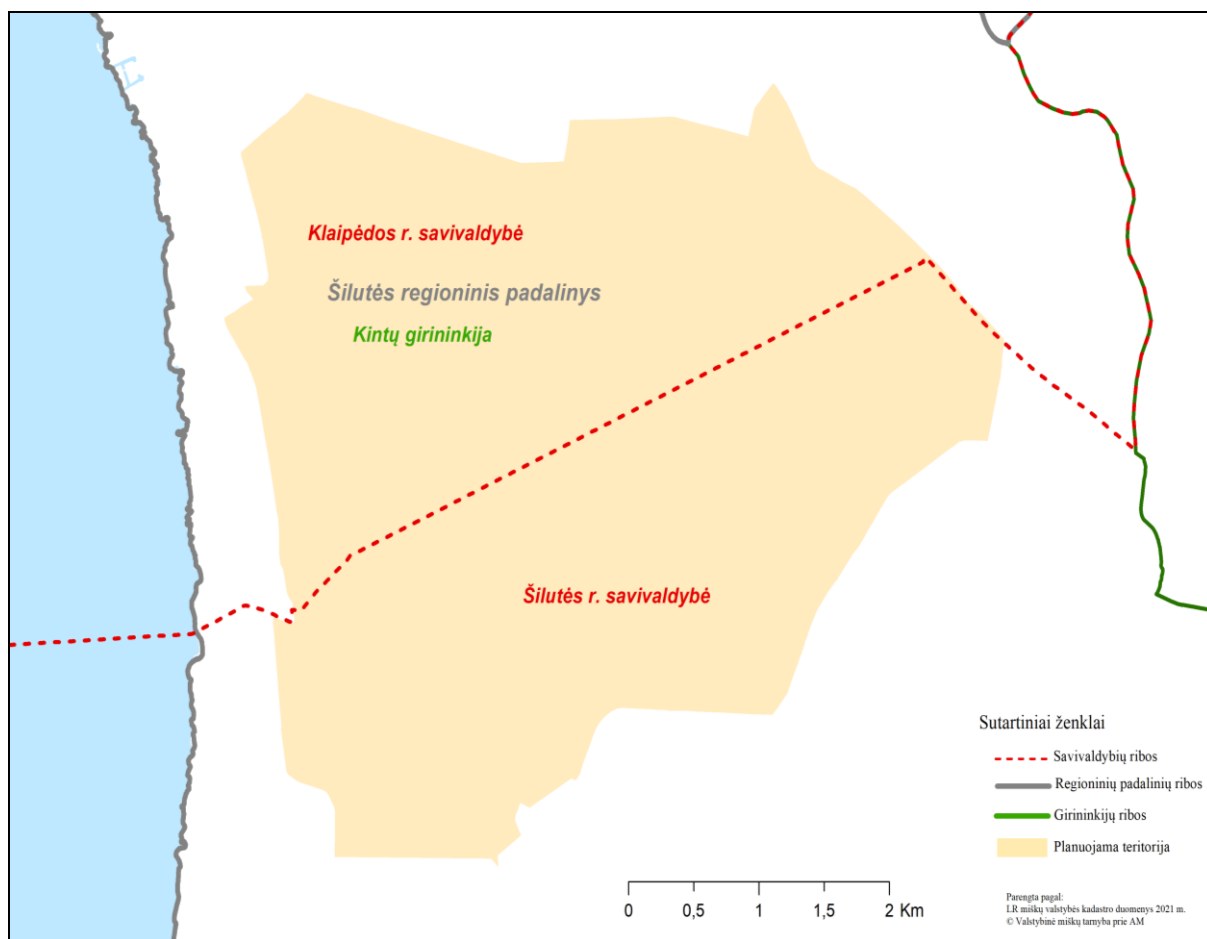 Klaipėdos r. savivaldybė
Šilutės regioninis padalinys
Kintų girininkija
Šilutės r. savivaldybė
Sutartiniai ženklai
Savivaldybių ribos
Regioninių padalinių ribos
Girininkijų ribos
Planuojama teritorija
0 0,5 1 1,5 2 Km
Parengta pagal:
LR miškų valstybės kadastro duomenys 2021 m.
© Valstybinė miškų tarnyba prie AM